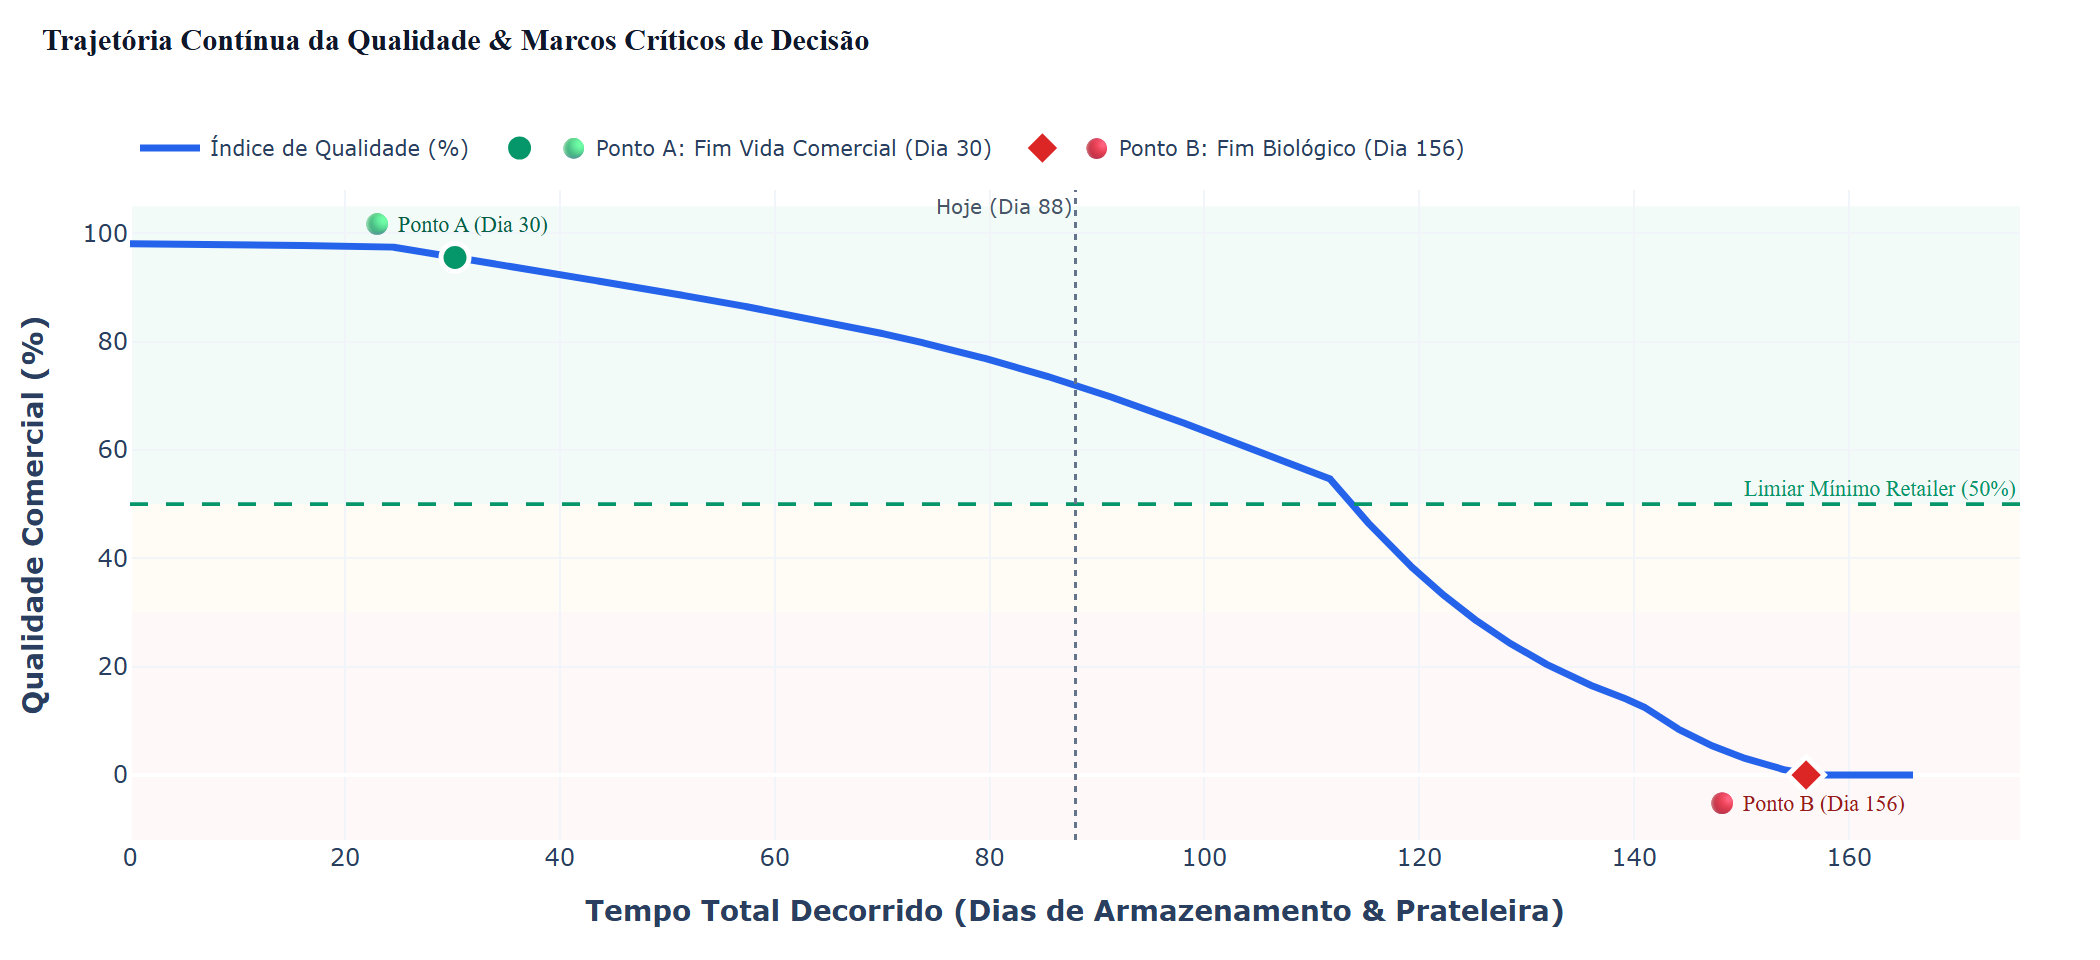 Trajetória Contínua da Qualidade & Marcos Críticos de Decisão
Índice de Qualidade (%)
Ponto A: Fim Vida Comercial (Dia 30)
Ponto B: Fim Biológico (Dia 156)
Hoje (Dia 88)
Ponto A (Dia 30)
Limiar Mínimo Retailer (50%)
Ponto B (Dia 156)
Qualidade Comercial (%)
100
80
60
40
20
0
0 20 40 60 80 100 120 140 160
Tempo Total Decorrido (Dias de Armazenamento & Prateleira)